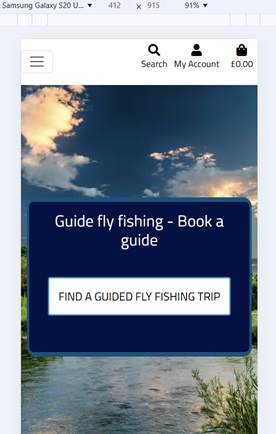 Samsung Galaxy S20 U... ▼ 412 × 915 91% ▼
Search My Account £0.00
Guide fly fishing - Book a
guide
FIND A GUIDED FLY FISHING TRIP